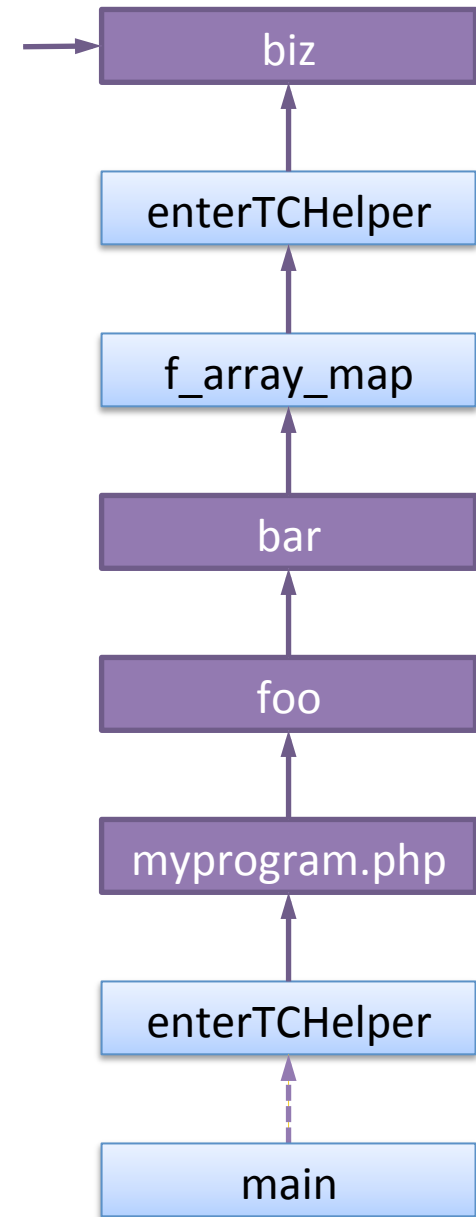 biz
enterTCHelper
f_array_map
bar
foo
myprogram.php
enterTCHelper
main